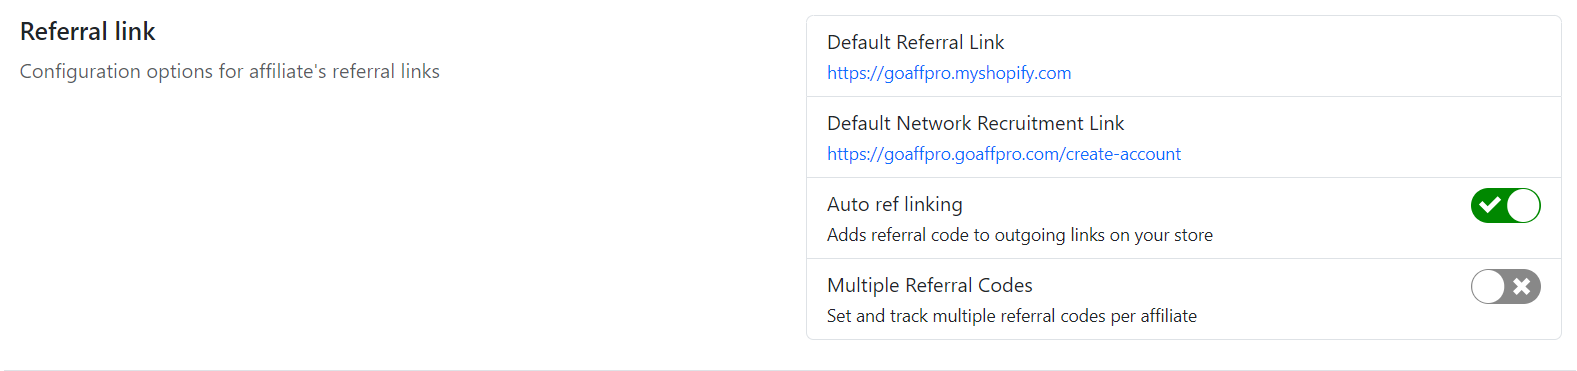 Referral link
Configuration options for affiliate's referral links
Default Referral Link
https://goaffpro.myshopify.com
Default Network Recruitment Link
https://goaffpro.goaffpro.com/create-account
Auto ref linking
Adds referral code to outgoing links on your store
Multiple Referral Codes
Set and track multiple referral codes per affiliate